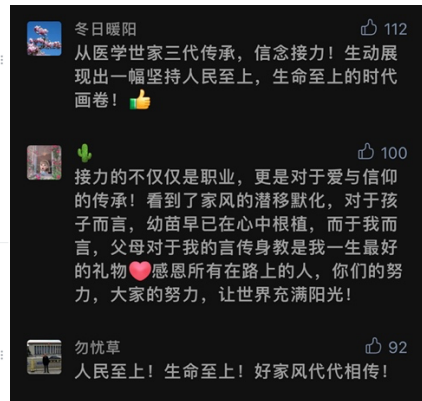 冬日暖阳
112
从医学世家三代传承，信念接力！生动展
现出一幅坚持人民至上，生命至上的时代
画卷！👍
🌵
100
接力的不仅仅是职业，更是对于爱与信仰
的传承！看到了家风的潜移默化，对于孩
子而言，幼苗早已在心中根植，而于我而
言，父母对于我的言传身教是我一生最好
的礼物❤️感恩所有在路上的人，你们的努
力，大家的努力，让世界充满阳光！
勿忧草
92
人民至上！生命至上！好家风代代相传！